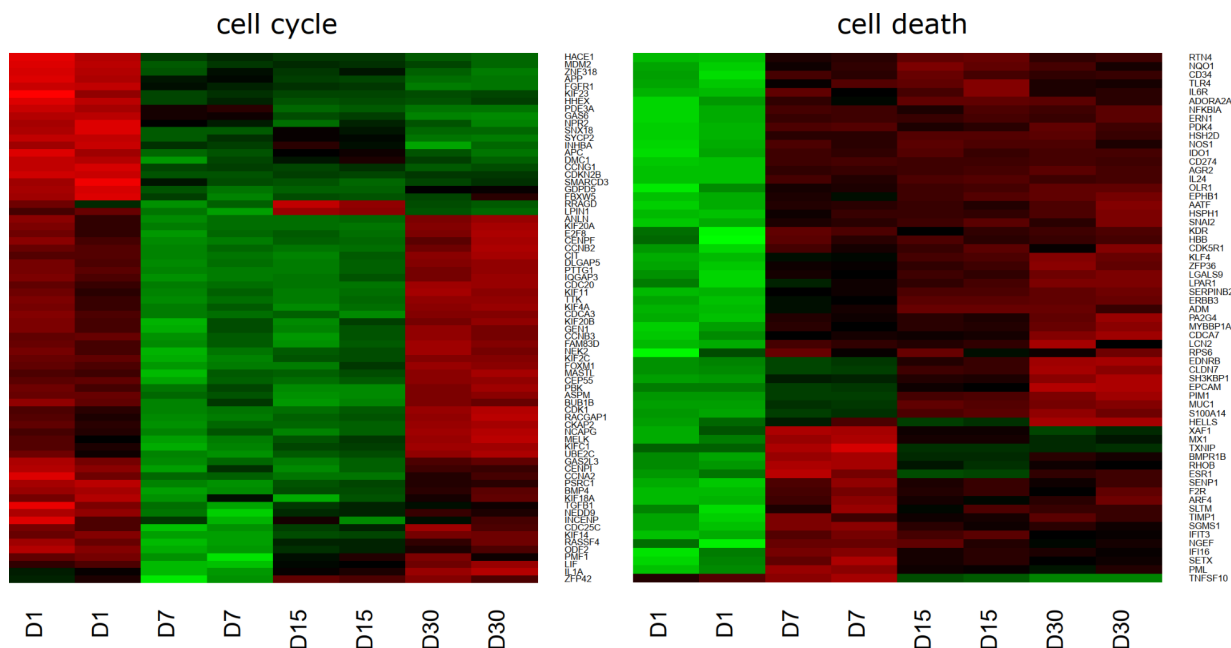 cell cycle
HACE1
MDM2
ZNF318
APP
FGFR1
KIF23
HHEX
PDE3A
GAS6
NPR2
SNX18
SYCP2
INHBA
APC
DMC1
CCNG1
CDKN2B
SMARCD3
GDPD5
FBXW5
RRAGD
LPIN1
ANLN
KIF20A
E2F8
CENPF
CCNB2
CIT
DLGAP5
PTTG1
IQGAP3
CDC20
KIF11
TTK
KIF4A
CDCA3
KIF20B
GEN1
CCNB3
FAM83D
NEK2
KIF2C
FOXM1
MASTL
CEP55
PBK
ASPM
BUB1B
CDK1
RACGAP1
CKAP2
NCAPG
MELK
KIFC1
UBE2C
GAS2L3
CENPI
CCNA2
PSRC1
BMP4
KIF18A
TGFB1
NEDD9
INCENP
CDC25C
KIF14
RASSF4
ODF2
PMF1
LIF
IL1A
ZFP42
D1
D1
D7
D7
D15
D15
D30
D30
cell death
RTN4
NQO1
CD34
TLR4
IL6R
ADORA2A
NFKBIA
ERN1
PDK4
HSH2D
NOS1
IDO1
CD274
AGR2
IL24
OLR1
EPHB1
AATF
HSPH1
SNAI2
KDR
HBB
CDK5R1
KLF4
ZFP36
LGALS9
LPAR1
SERPINB2
ERBB3
ADM
PA2G4
MYBBP1A
CDCA7
LCN2
RPS6
EDNRB
CLDN7
SH3KBP1
EPCAM
PIM1
MUC1
S100A14
HELLS
XAF1
MX1
TXNIP
BMPR1B
RHOB
ESR1
SENP1
F2R
ARF4
SLTM
TIMP1
SGMS1
IFIT3
NGEF
IFI16
SETX
PML
TNFSF10
D1
D1
D7
D7
D15
D15
D30
D30